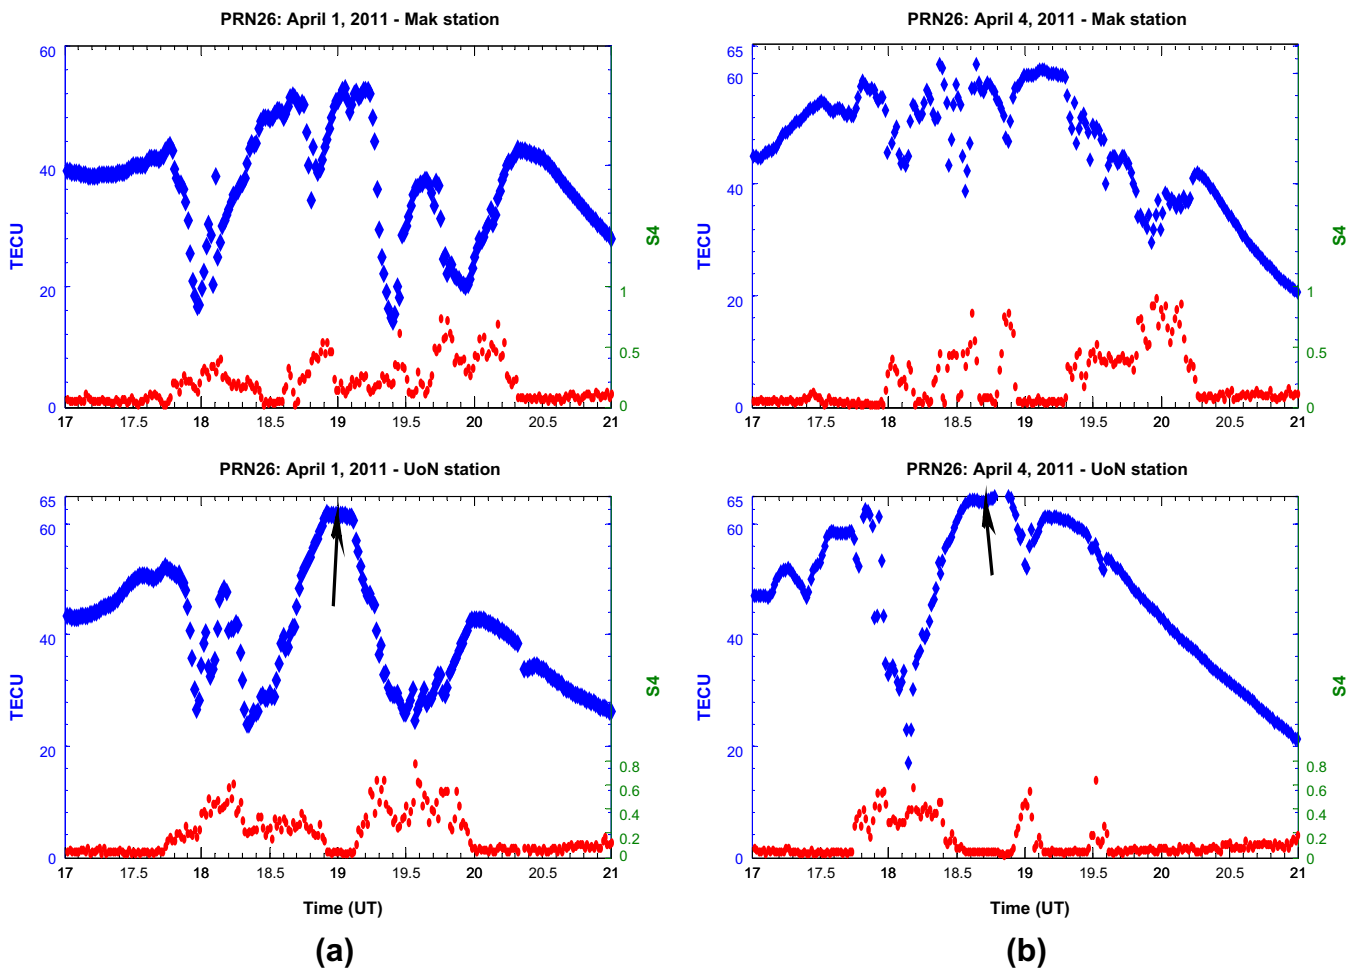 PRN26: April 1, 2011 - Mak station
60
40
20
0
TECU
1
0.5
0
S4
17 17.5 18 18.5 19 19.5 20 20.5 21
PRN26: April 4, 2011 - Mak station
65
60
40
20
0
TECU
1
0.5
0
S4
17 17.5 18 18.5 19 19.5 20 20.5 21
PRN26: April 1, 2011 - UoN station
65
60
40
20
0
TECU
0.8
0.6
0.4
0.2
0
S4
17 17.5 18 18.5 19 19.5 20 20.5 21
Time (UT)
(a)
PRN26: April 4, 2011 - UoN station
65
60
40
20
0
TECU
0.8
0.6
0.4
0.2
0
S4
17 17.5 18 18.5 19 19.5 20 20.5 21
Time (UT)
(b)